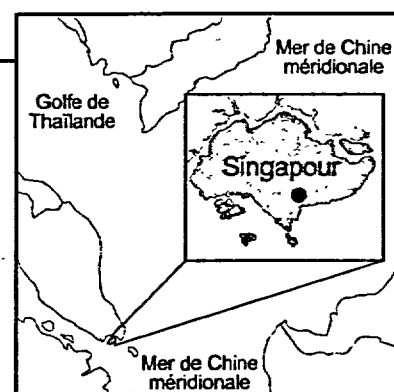 Mer de Chine
méridionale
Golfe de
Thaïlande
Singapour
Mer de Chine
méridionale